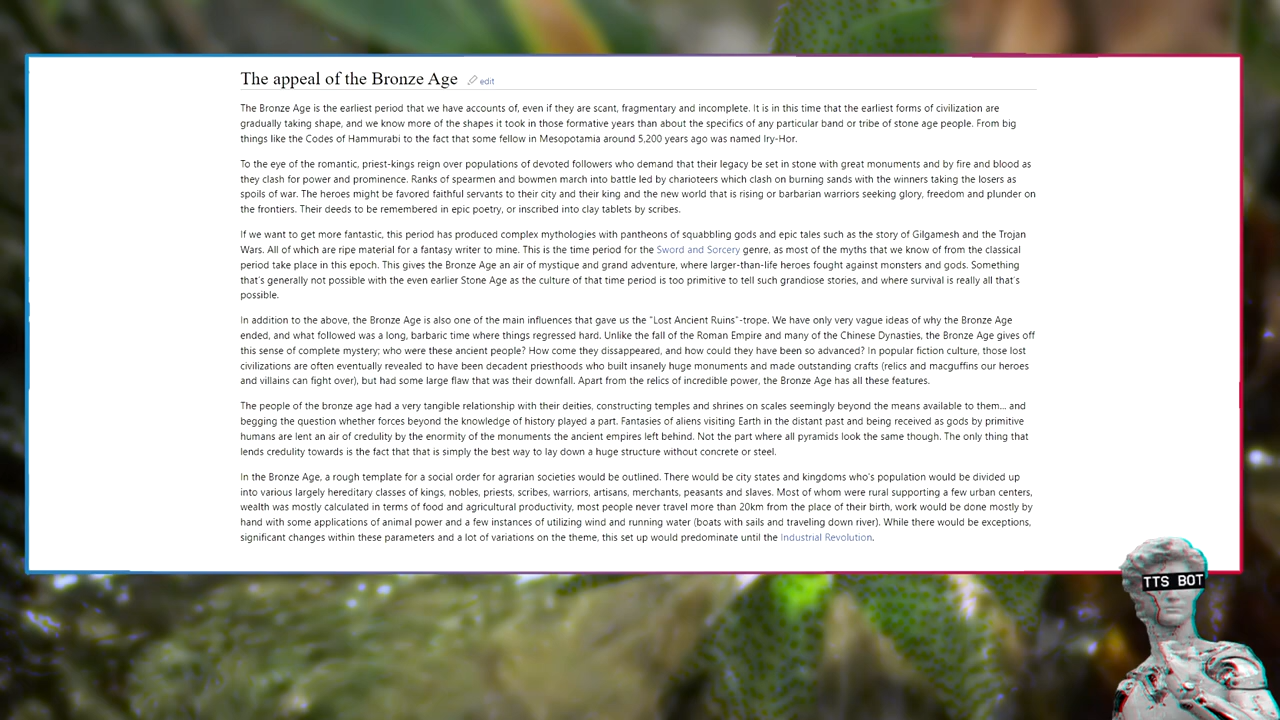 The appeal of the Bronze Age edit
The Bronze Age is the earliest period that we have accounts of, even if they are scant, fragmentary and incomplete. It is in this time that the earliest forms of civilization are
gradually taking shape, and we know more of the shapes it took in those formative years than about the specifics of any particular band or tribe of stone age people. From big
things like the Codes of Hammurabi to the fact that some fellow in Mesopotamia around 5,200 years ago was named Iry-Hor.
To the eye of the romantic, priest-kings reign over populations of devoted followers who demand that their legacy be set in stone with great monuments and by fire and blood as
they clash for power and prominence. Ranks of spearmen and bowmen march into battle led by charioteers which clash on burning sands with the winners taking the losers as
spoils of war. The heroes might be favored faithful servants to their city and their king and the new world that is rising or barbarian warriors seeking glory, freedom and plunder on
the frontiers. Their deeds to be remembered in epic poetry, or inscribed into clay tablets by scribes.
If we want to get more fantastic, this period has produced complex mythologies with pantheons of squabbling gods and epic tales such as the story of Gilgamesh and the Trojan
Wars. All of which are ripe material for a fantasy writer to mine. This is the time period for the Sword and Sorcery genre, as most of the myths that we know of from the classical
period take place in this epoch. This gives the Bronze Age an air of mystique and grand adventure, where larger-than-life heroes fought against monsters and gods. Something
that's generally not possible with the even earlier Stone Age as the culture of that time period is too primitive to tell such grandiose stories, and where survival is really all that's
possible.
In addition to the above, the Bronze Age is also one of the main influences that gave us the "Lost Ancient Ruins"-trope. We have only very vague ideas of why the Bronze Age
ended, and what followed was a long, barbaric time where things regressed hard. Unlike the fall of the Roman Empire and many of the Chinese Dynasties, the Bronze Age gives off
this sense of complete mystery; who were these ancient people? How come they dissappeared, and how could they have been so advanced? In popular fiction culture, those lost
civilizations are often eventually revealed to have been decadent priesthoods who built insanely huge monuments and made outstanding crafts (relics and macguffins our heroes
and villains can fight over), but had some large flaw that was their downfall. Apart from the relics of incredible power, the Bronze Age has all these features.
The people of the bronze age had a very tangible relationship with their deities, constructing temples and shrines on scales seemingly beyond the means available to them... and
begging the question whether forces beyond the knowledge of history played a part. Fantasies of aliens visiting Earth in the distant past and being received as gods by primitive
humans are lent an air of credulity by the enormity of the monuments the ancient empires left behind. Not the part where all pyramids look the same though. The only thing that
lends credulity towards is the fact that that is simply the best way to lay down a huge structure without concrete or steel.
In the Bronze Age, a rough template for a social order for agrarian societies would be outlined. There would be city states and kingdoms who's population would be divided up
into various largely hereditary classes of kings, nobles, priests, scribes, warriors, artisans, merchants, peasants and slaves. Most of whom were rural supporting a few urban centers,
wealth was mostly calculated in terms of food and agricultural productivity, most people never travel more than 20km from the place of their birth, work would be done mostly by
hand with some applications of animal power and a few instances of utilizing wind and running water (boats with sails and traveling down river). While there would be exceptions,
significant changes within these parameters and a lot of variations on the theme, this set up would predominate until the Industrial Revolution.
TTS BOT